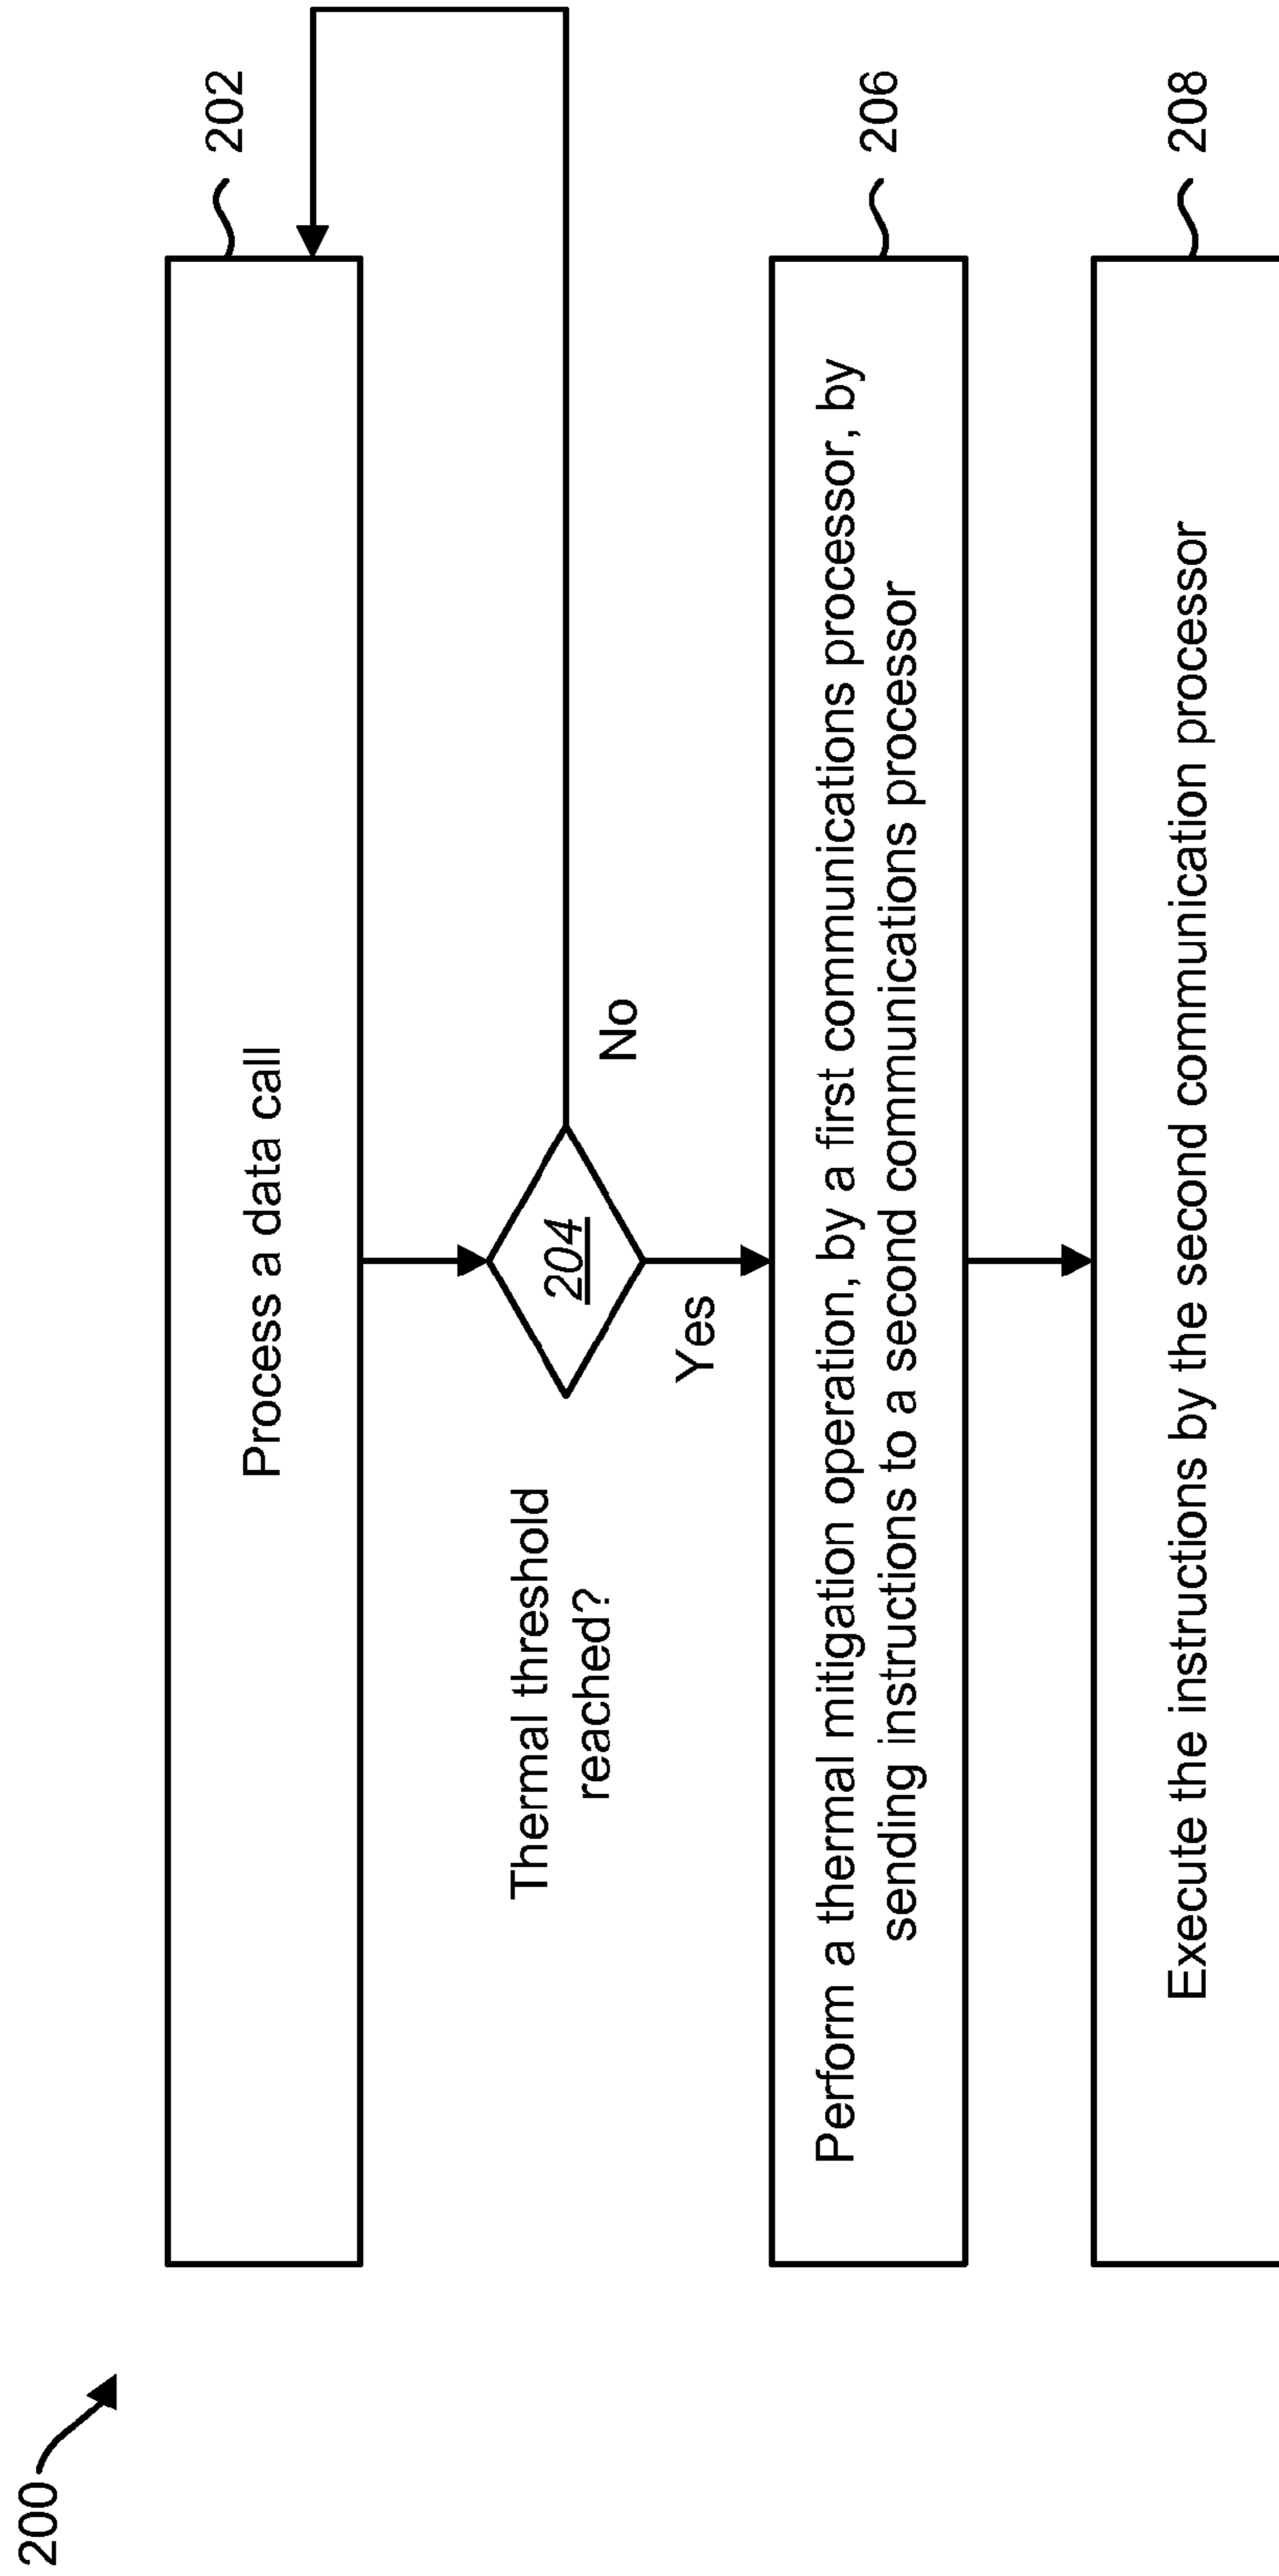 200
Process a data call
202
Thermal threshold
reached?
204
No
Yes
Perform a thermal mitigation operation, by a first communications processor, by
sending instructions to a second communications processor
206
Execute the instructions by the second communication processor
208